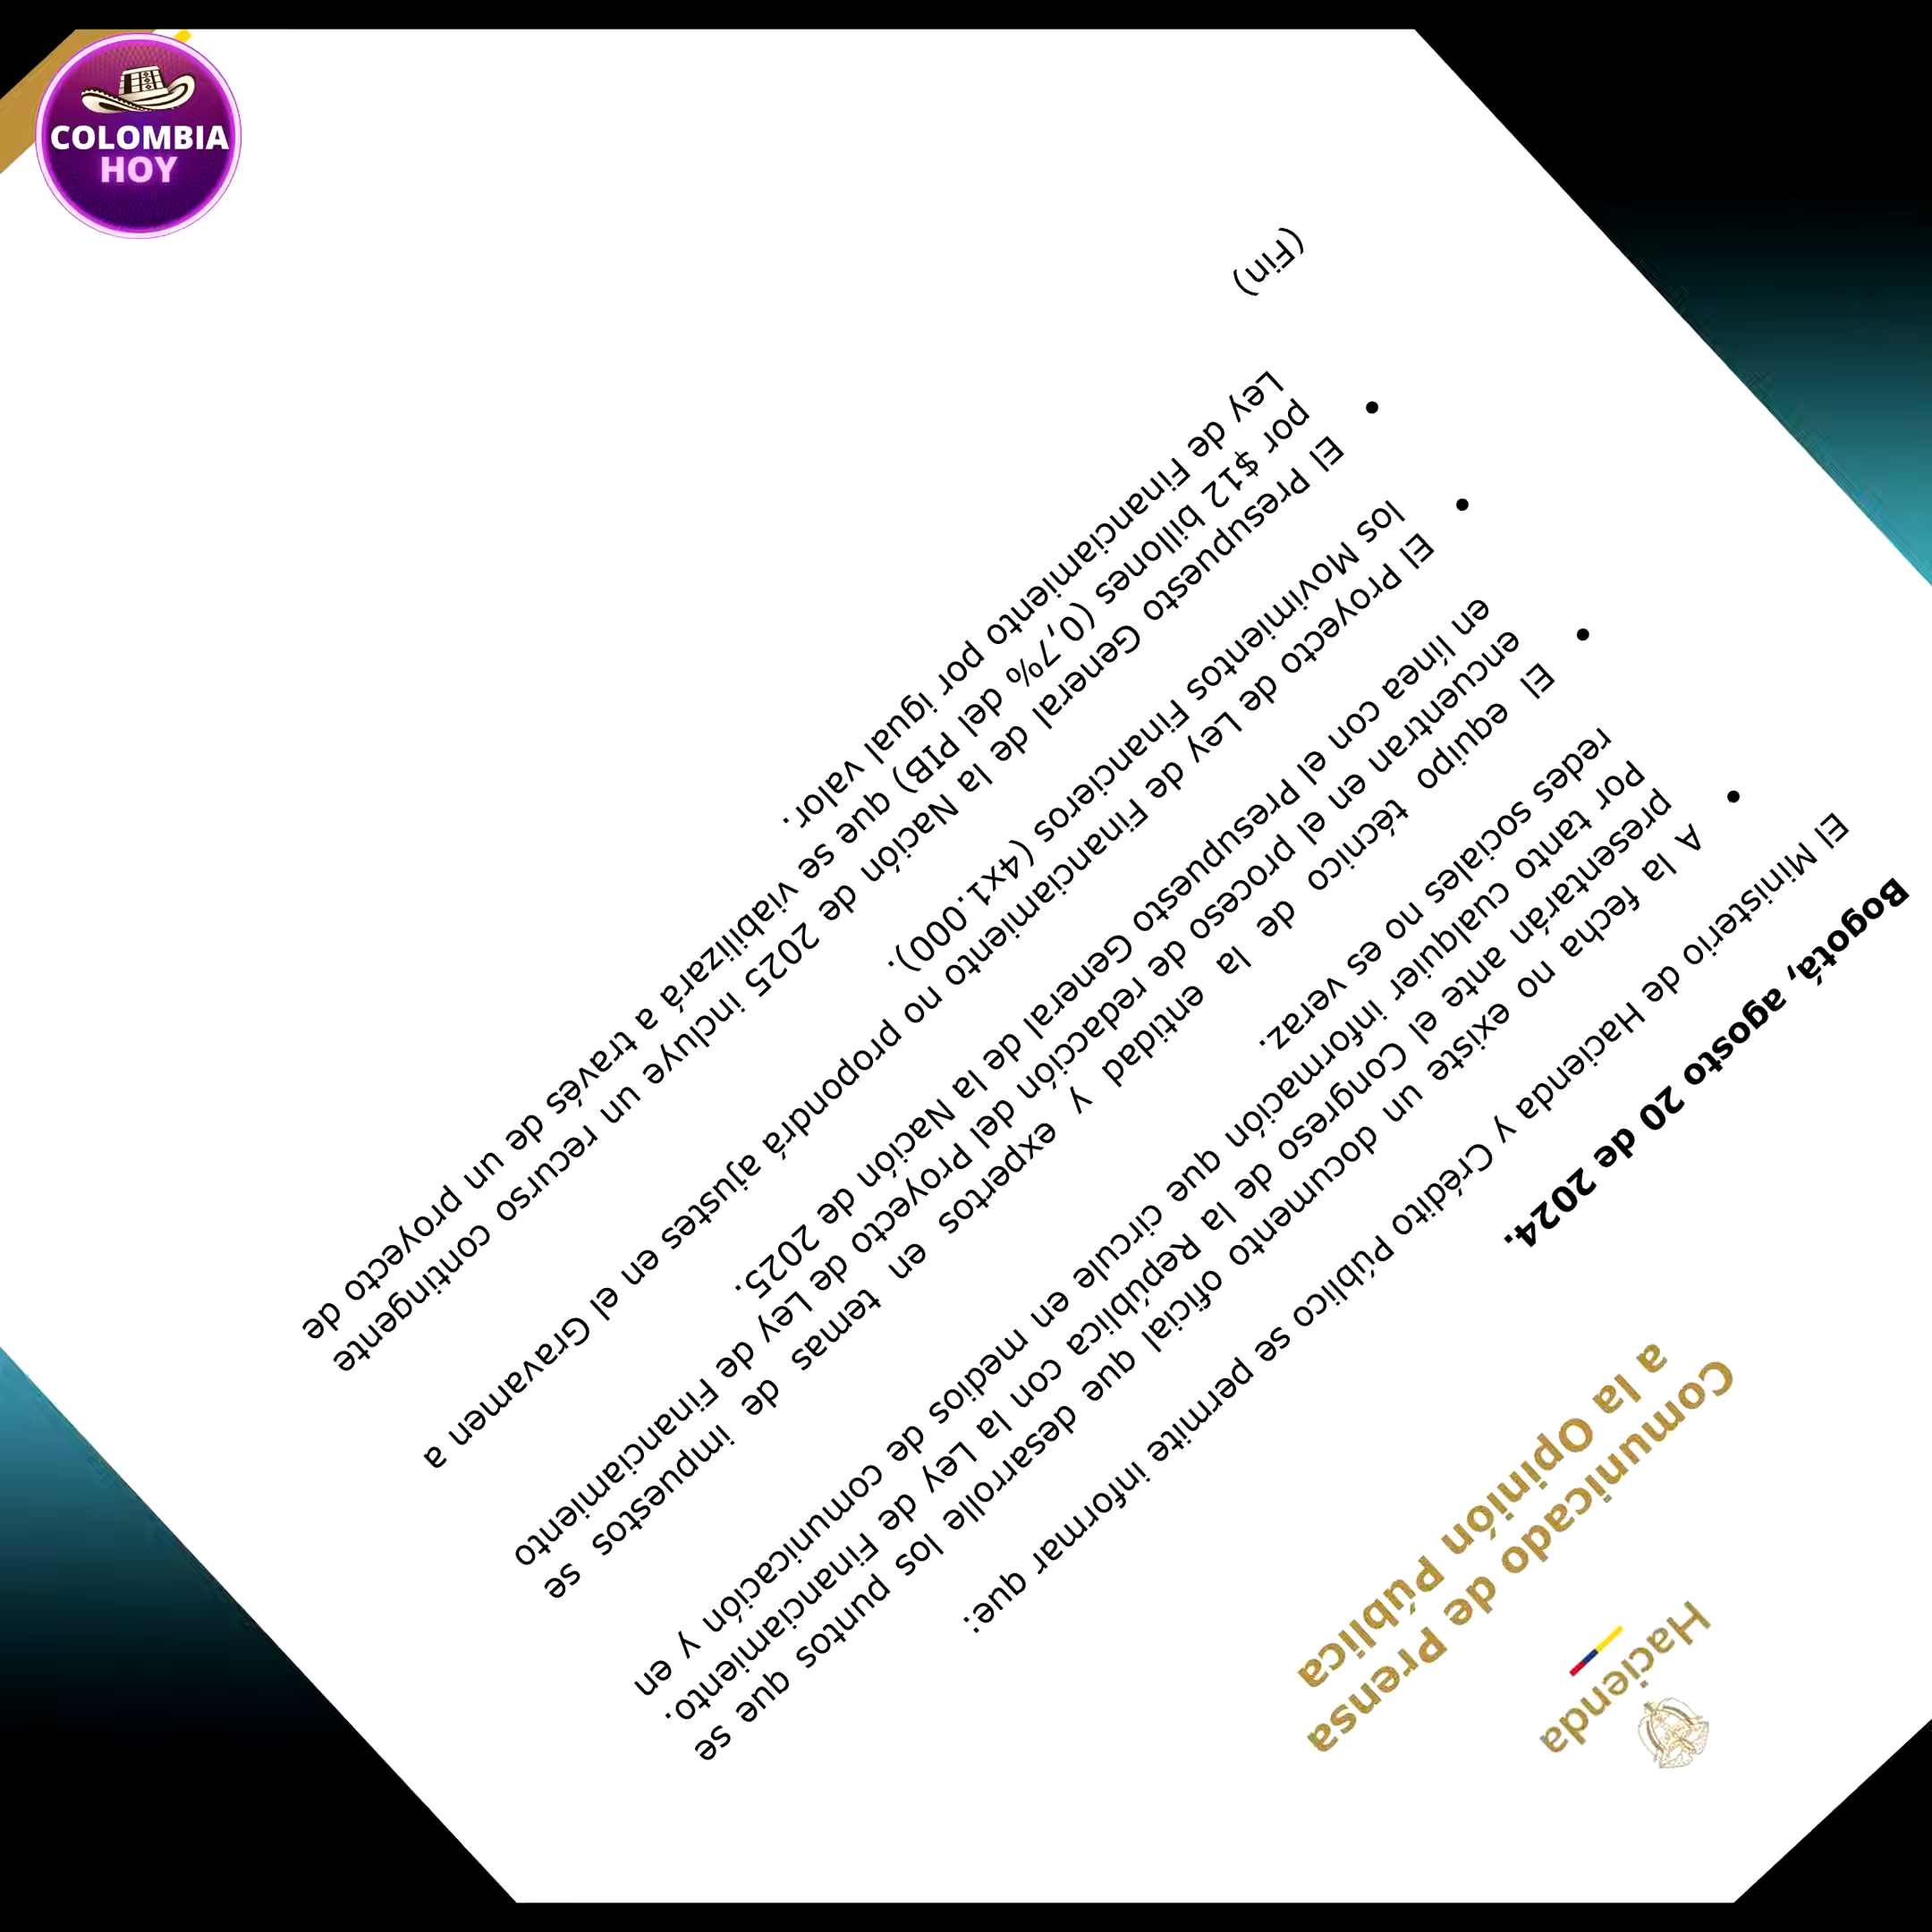 COLOMBIA
HOY
Hacienda
Comunicado de Prensa
a la Opinión Pública
Bogotá, agosto 20 de 2024.
El Ministerio de Hacienda y Crédito Público se permite informar que:
• A la fecha no existe un documento oficial que desarrolle los puntos que se
presentarán ante el Congreso de la República con la Ley de Financiamiento.
Por tanto cualquier información que circule en medios de comunicación y en
redes sociales no es veraz.
• El equipo técnico de la entidad y expertos en temas de impuestos se
encuentran en el proceso de redacción del Proyecto de Ley de Financiamiento
en línea con el Presupuesto General de la Nación de 2025.
• El Proyecto de Ley de Financiamiento no propondrá ajustes en el Gravamen a
los Movimientos Financieros (4x1.000).
• El Presupuesto General de la Nación de 2025 incluye un recurso contingente
por $12 billones (0,7% del PIB) que se viabilizará a través de un proyecto de
Ley de Financiamiento por igual valor.
(Fin)